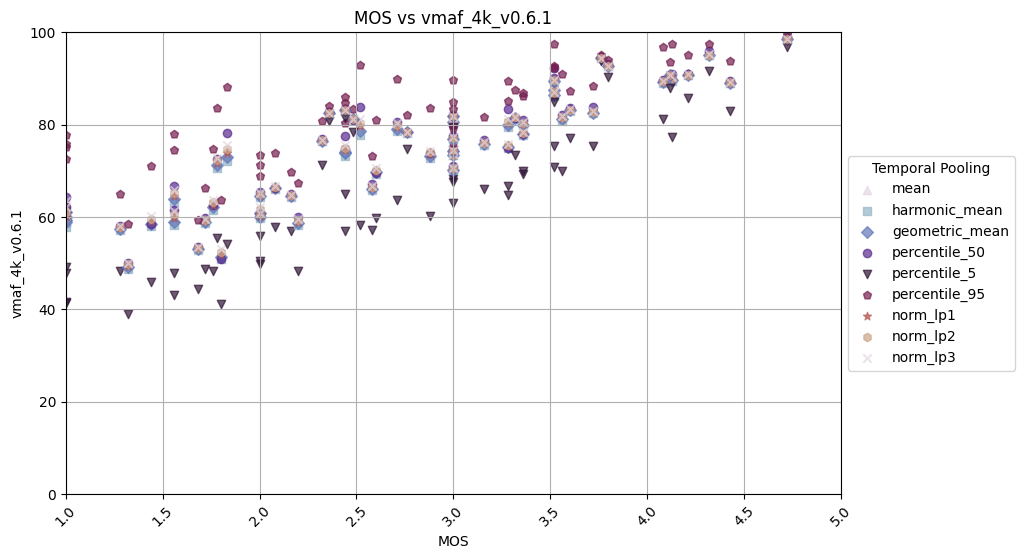 MOS vs vmaf_4k_v0.6.1
100
80
60
40
20
0
vmaf_4k_v0.6.1
1.0
1.5
2.0
2.5
3.0
3.5
4.0
4.5
5.0
MOS
Temporal Pooling
mean
harmonic_mean
geometric_mean
percentile_50
percentile_5
percentile_95
norm_lp1
norm_lp2
norm_lp3